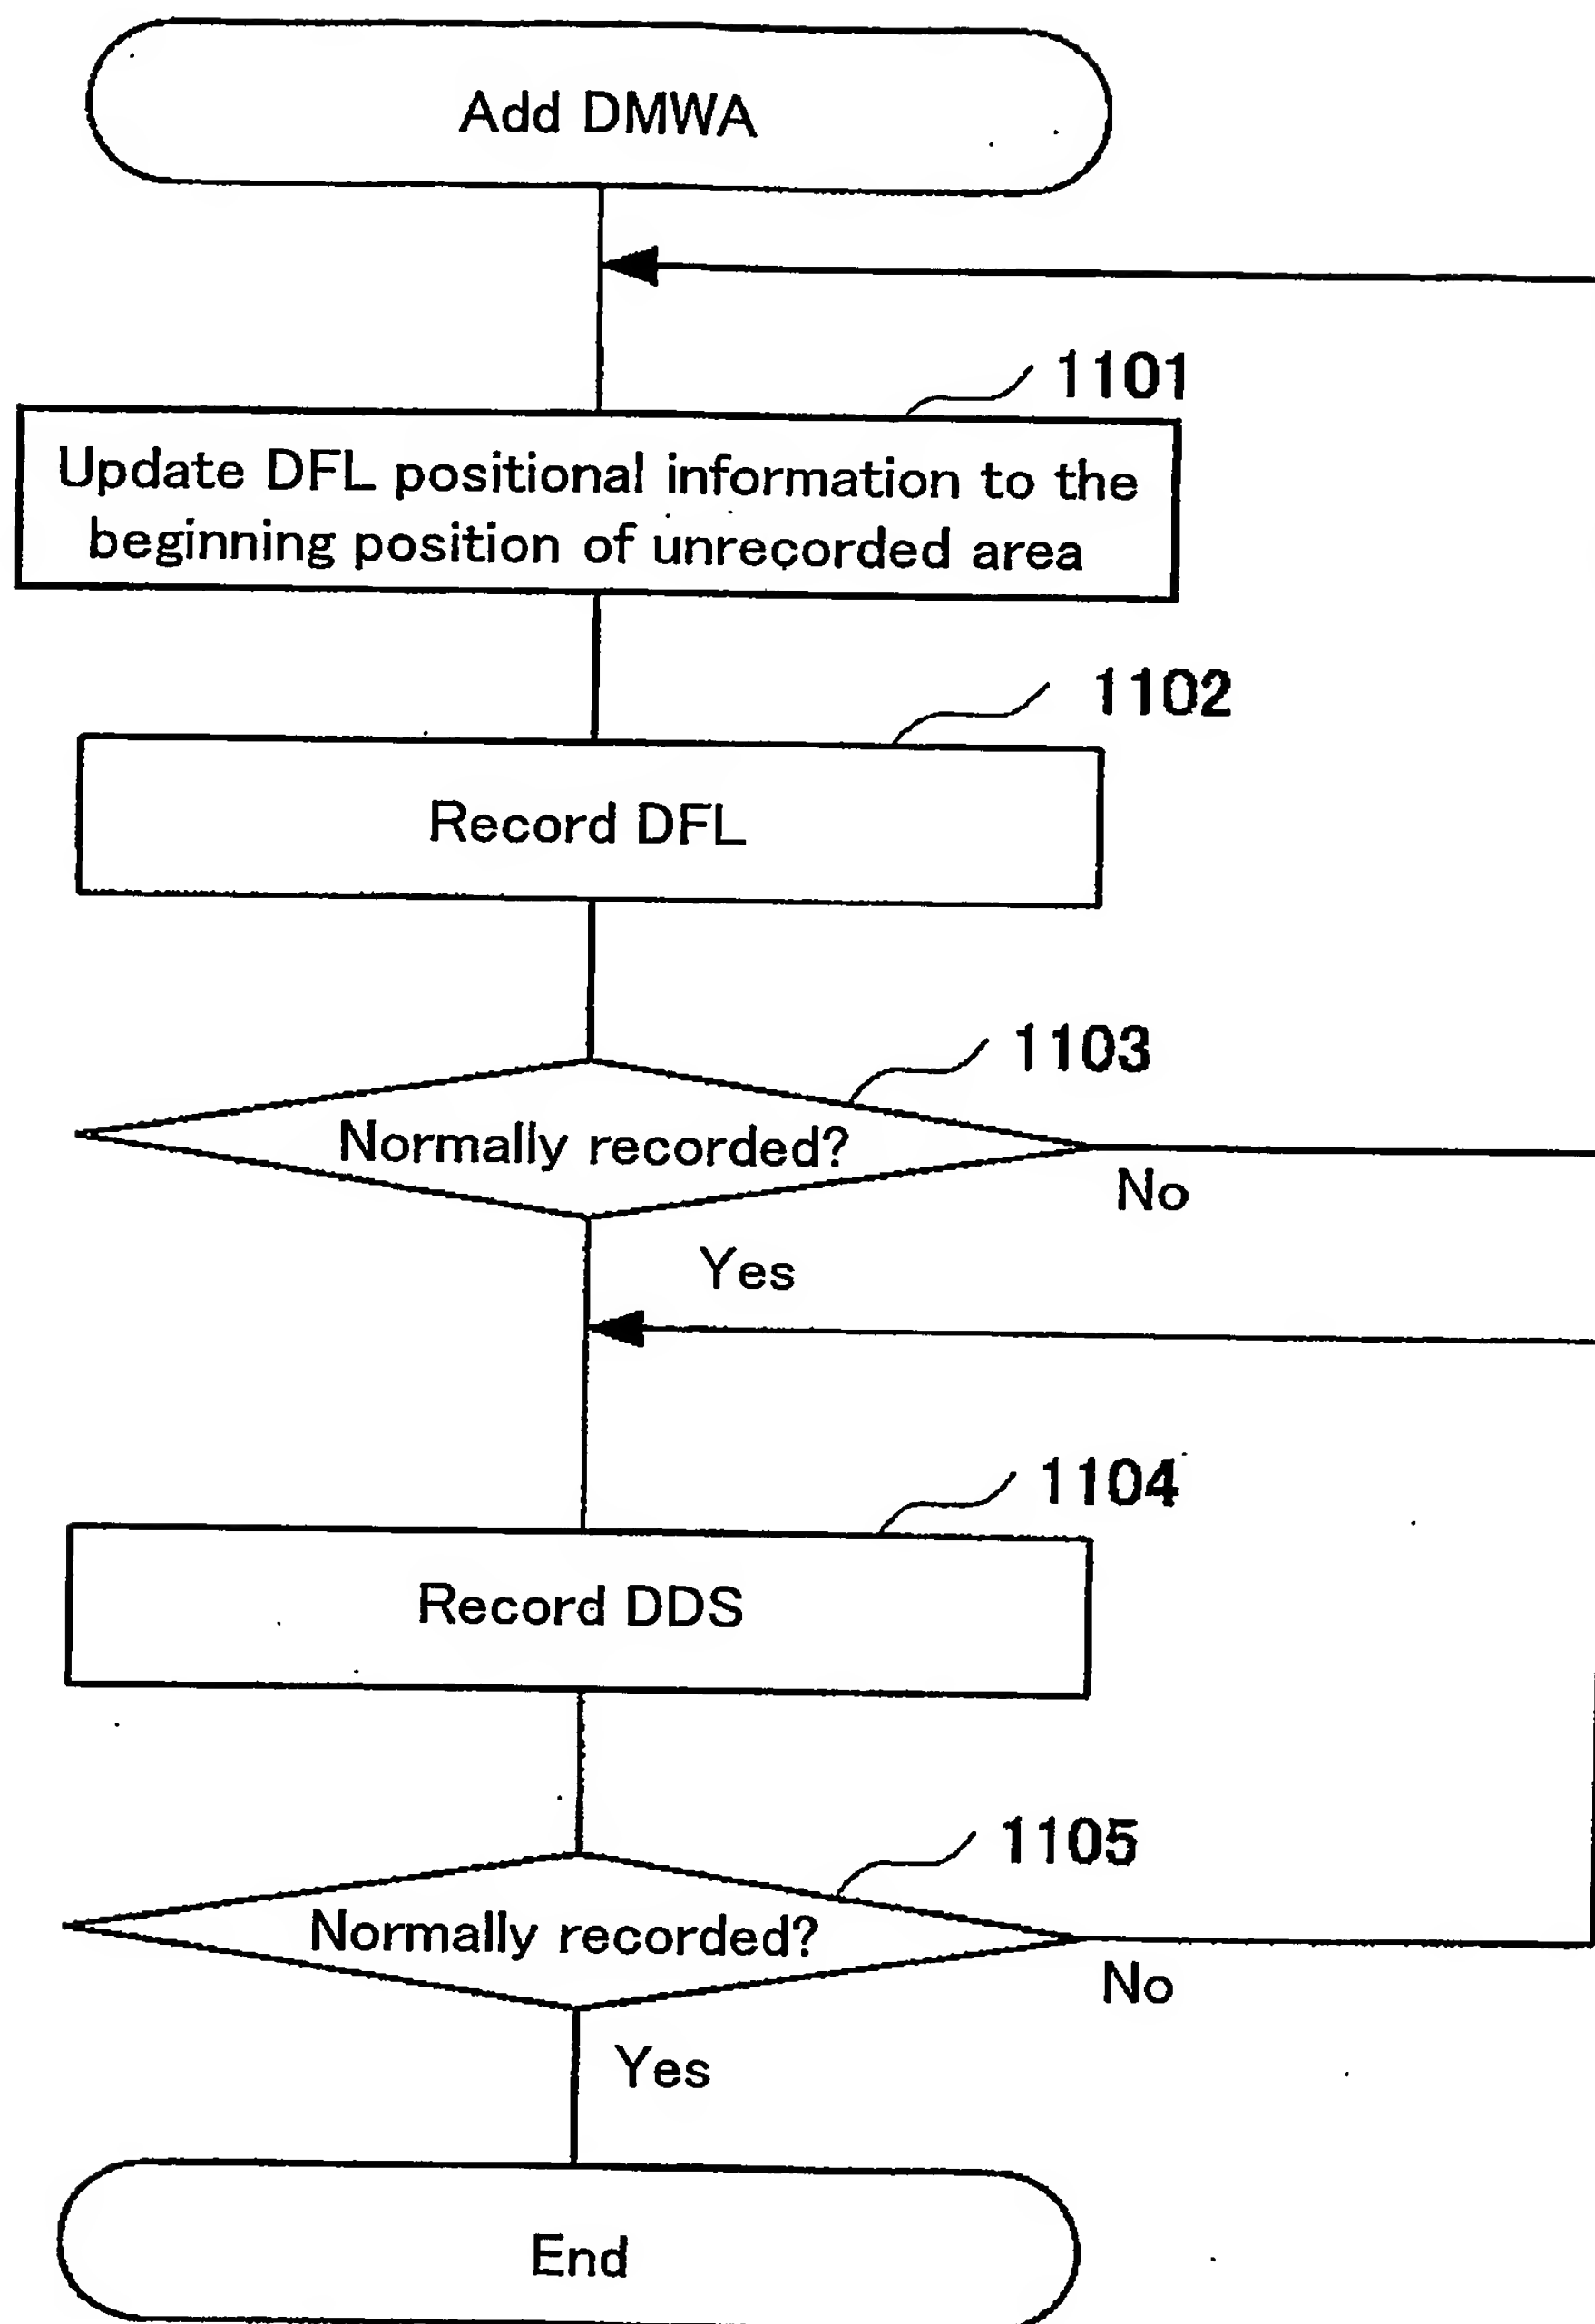 Add DMWA
1101
Update DFL positional information to the
beginning position of unrecorded area
1102
Record DFL
1103
Normally recorded?
No
Yes
1104
Record DDS
1105
Normally recorded?
No
Yes
End